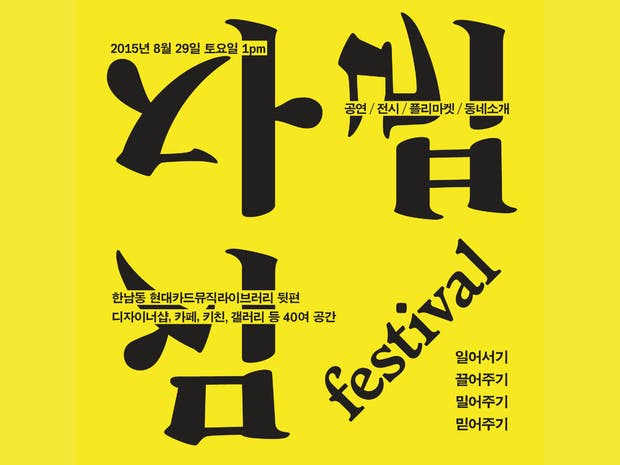 2015년 8월 29일 토요일 1pm
자립
공연 / 전시 / 플리마켓 / 동네소개
심
한남동 현대카드뮤직라이브러리 뒷편
디자이너샵, 카페, 키친, 갤러리 등 40여 공간
festival
일어서기
끌어주기
밀어주기
믿어주기